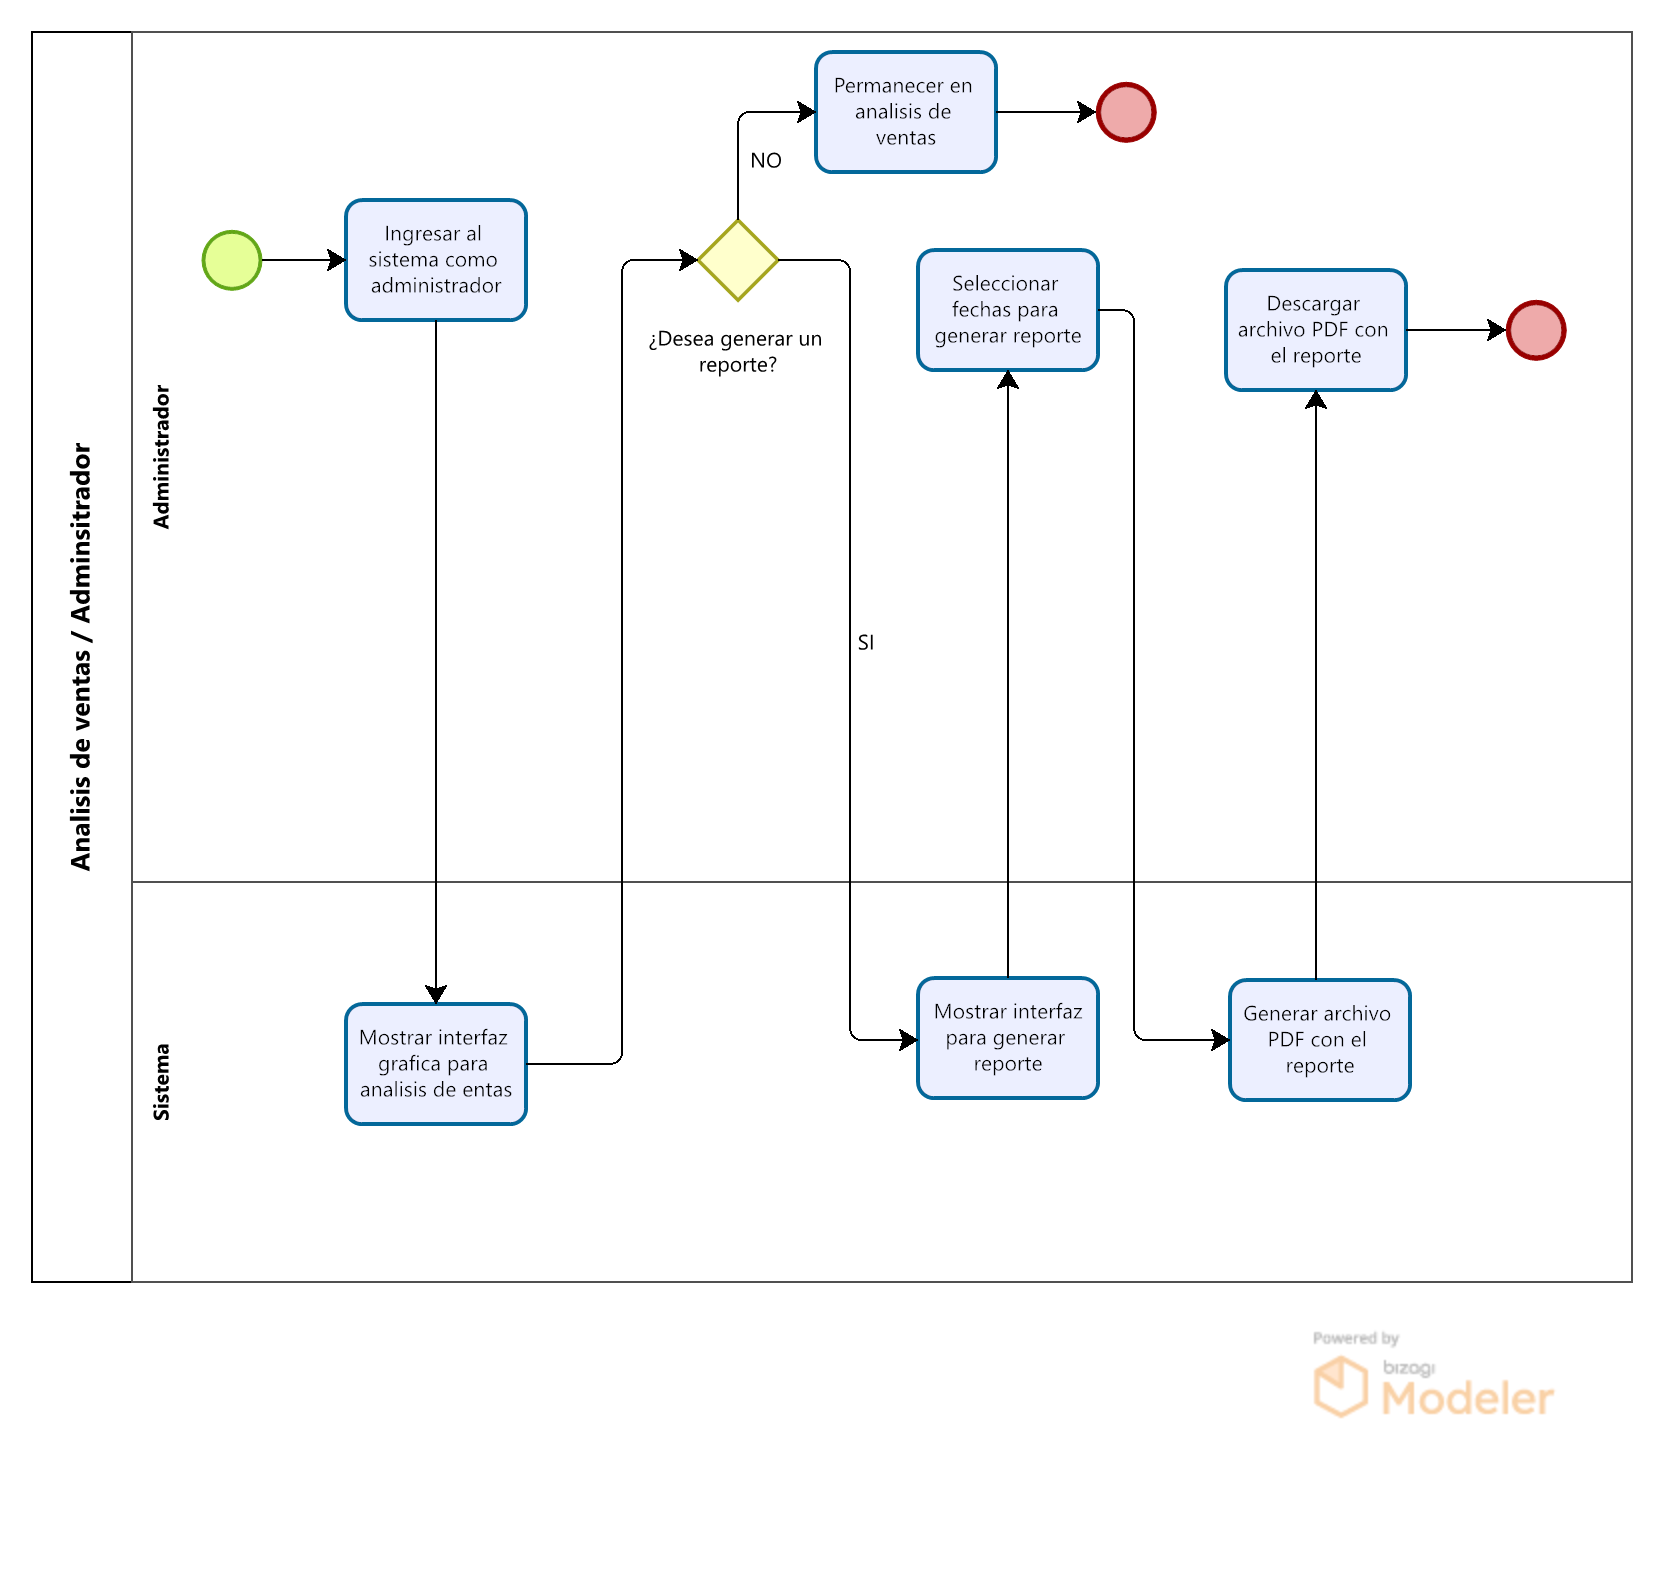 Analisis de ventas / Adminsitrador
Administrador
Permanecer en
analisis de
ventas
NO
Ingresar al
sistema como
administrador
¿Desea generar un
reporte?
Seleccionar
fechas para
generar reporte
Descargar
archivo PDF con
el reporte
SI
Sistema
Mostrar interfaz
grafica para
analisis de entas
Mostrar interfaz
para generar
reporte
Generar archivo
PDF con el
reporte
Powered by
bizagi
Modeler